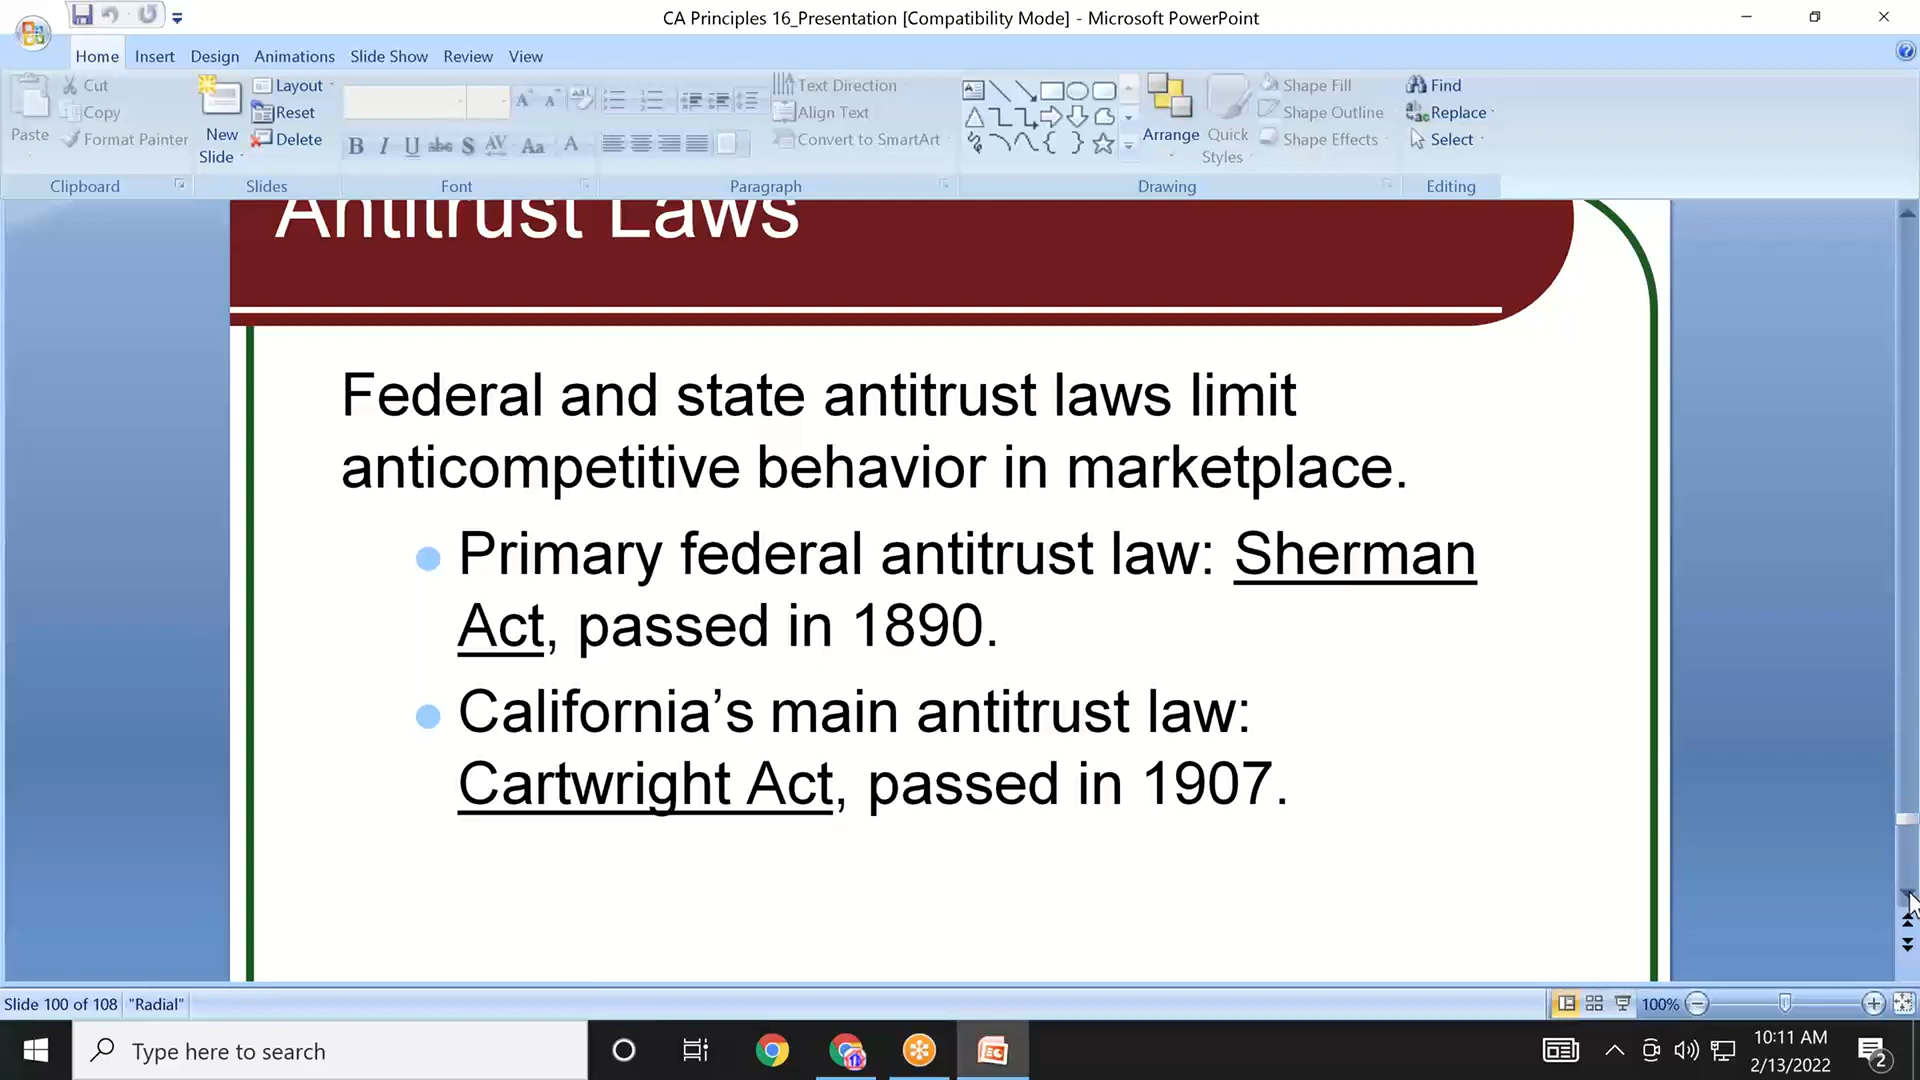 CA Principles 16_Presentation [Compatibility Mode] - Microsoft PowerPoint
Home Insert Design Animations Slide Show Review View
Cut Layout Text Direction Shape Fill Find
Copy Reset Align Text Shape Outline Replace
Paste Format Painter New Slide Delete B I U abc S AV Aa A Convert to SmartArt Arrange Quick Styles Shape Effects Select
Clipboard Slides Font Paragraph Drawing Editing
Antitrust Laws
Federal and state antitrust laws limit
anticompetitive behavior in marketplace.
Primary federal antitrust law: Sherman
Act, passed in 1890.
California’s main antitrust law:
Cartwright Act, passed in 1907.
Slide 100 of 108 "Radial" 100%
Type here to search 10:11 AM
2/13/2022 2